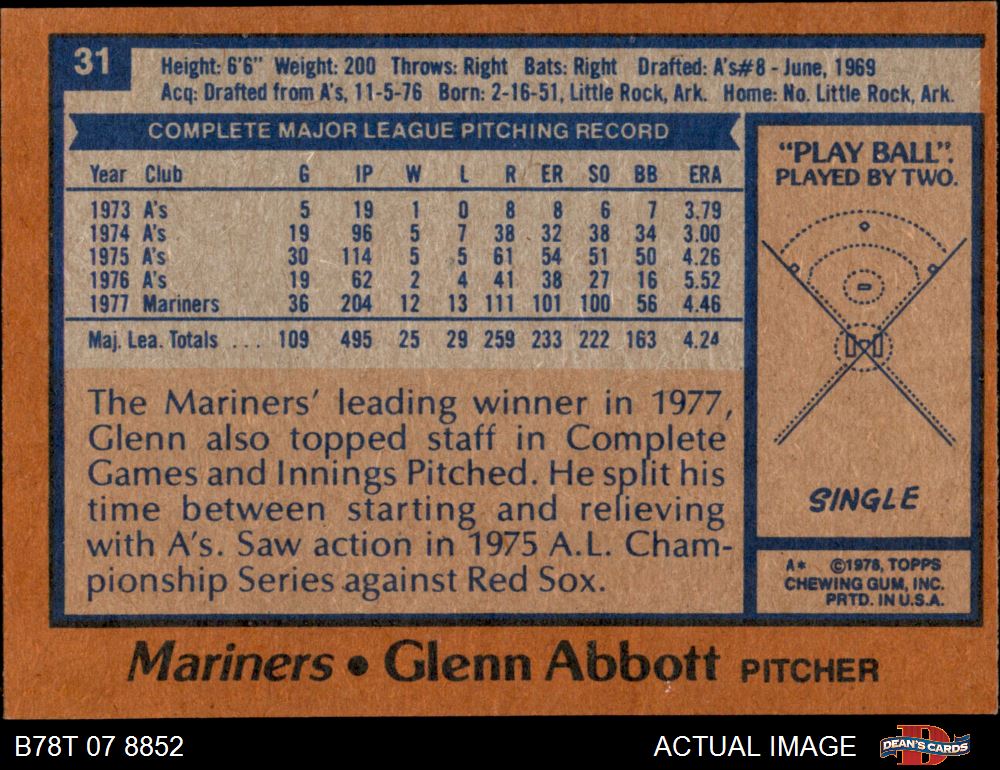 31
Height: 6'6" Weight: 200 Throws: Right Bats: Right Drafted: A's#8 - June, 1969
Acq: Drafted from A's, 11-5-76 Born: 2-16-51, Little Rock, Ark. Home: No. Little Rock, Ark.
COMPLETE MAJOR LEAGUE PITCHING RECORD
Year Club G IP W L R ER SO BB ERA
1973 A's 5 19 1 0 8 8 6 7 3.79
1974 A's 19 96 5 7 38 32 38 34 3.00
1975 A's 30 114 5 5 61 54 51 50 4.26
1976 A's 19 62 2 4 41 38 27 16 5.52
1977 Mariners 36 204 12 13 111 101 100 56 4.46
Maj. Lea. Totals ... 109 495 25 29 259 233 222 163 4.24
The Mariners' leading winner in 1977,
Glenn also topped staff in Complete
Games and Innings Pitched. He split his
time between starting and relieving
with A's. Saw action in 1975 A.L. Cham-
pionship Series against Red Sox.
"PLAY BALL".
PLAYED BY TWO.
SINGLE
A* ©1978, TOPPS
CHEWING GUM, INC.
PRTD. IN U.S.A.
Mariners • Glenn Abbott PITCHER
B78T 07 8852
ACTUAL IMAGE
D
DEAN'S CARDS